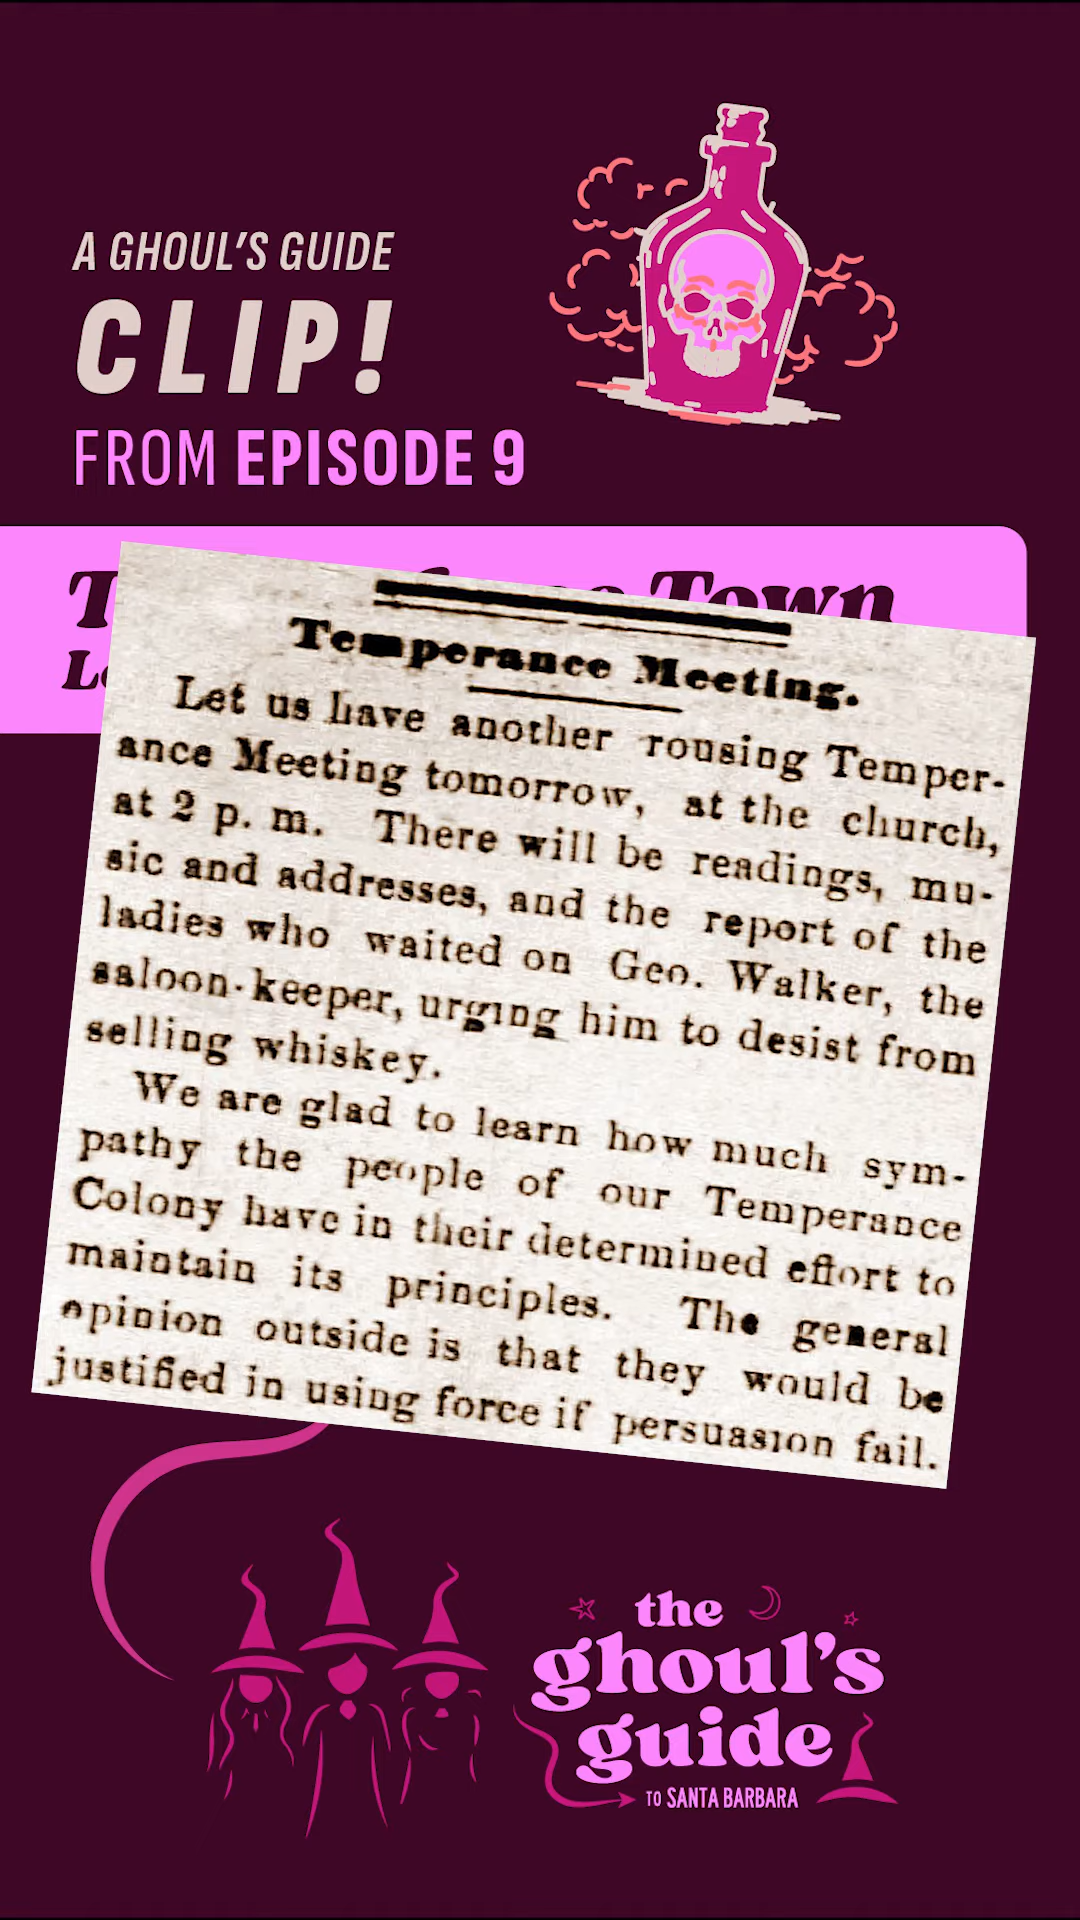 A GHOUL'S GUIDE
CLIP!
FROM EPISODE 9
Town
Temperance Meeting.
Let us have another rousing Temper-
ance Meeting tomorrow, at the church,
at 2 p. m. There will be readings, mu-
sic and addresses, and the report of the
ladies who waited on Geo. Walker, the
saloon-keeper, urging him to desist from
selling whiskey.
We are glad to learn how much sym-
pathy the people of our Temperance
Colony have in their determined effort to
maintain its principles. The general
opinion outside is that they would be
justified in using force if persuasion fail.
the
ghoul's
guide
TO SANTA BARBARA